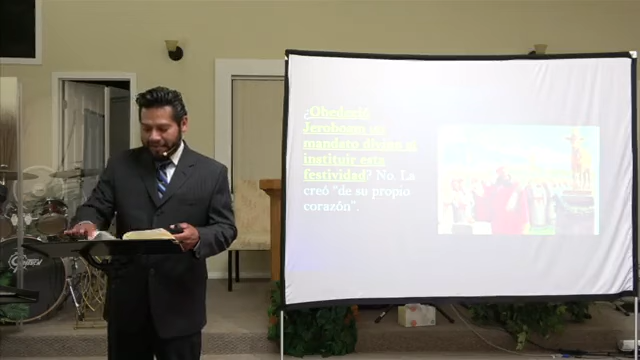 ¿Obedeció
Jeroboam un
mandato divino al
instituir esta
festividad? No. La
creó "de su propio
corazón".